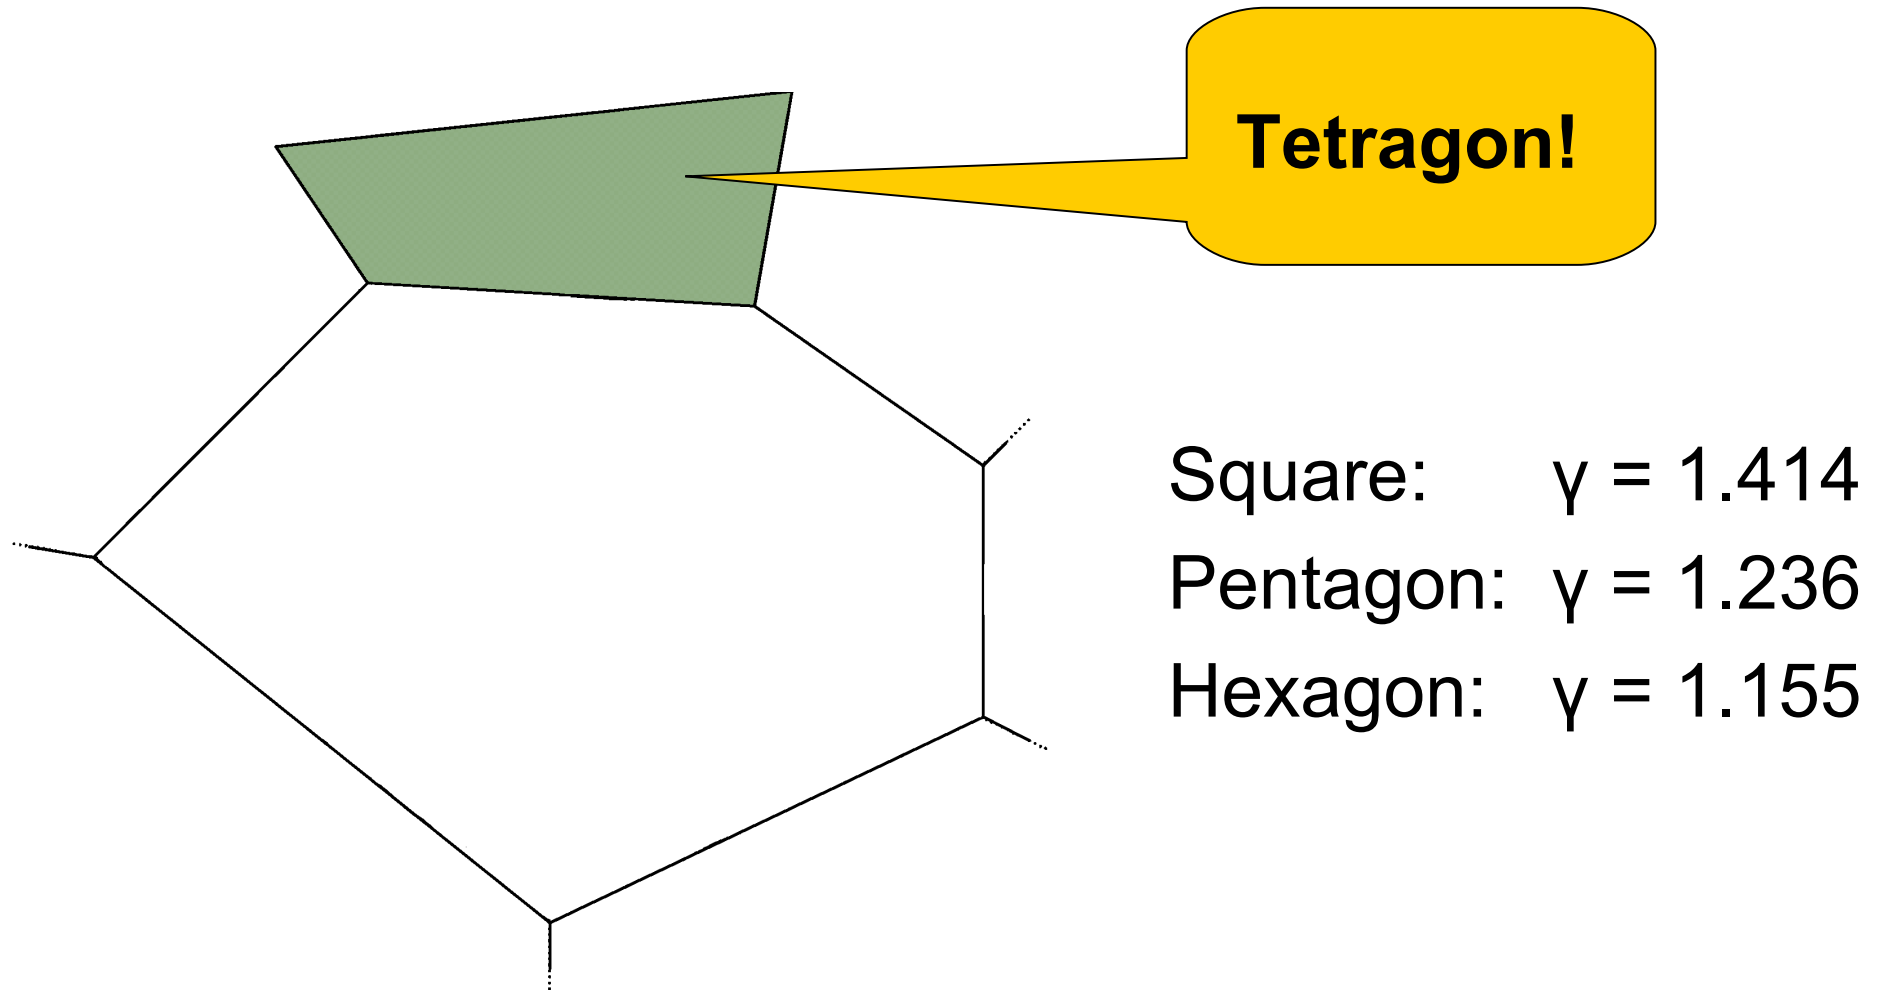 Tetragon!
Square: γ = 1.414
Pentagon: γ = 1.236
Hexagon: γ = 1.155